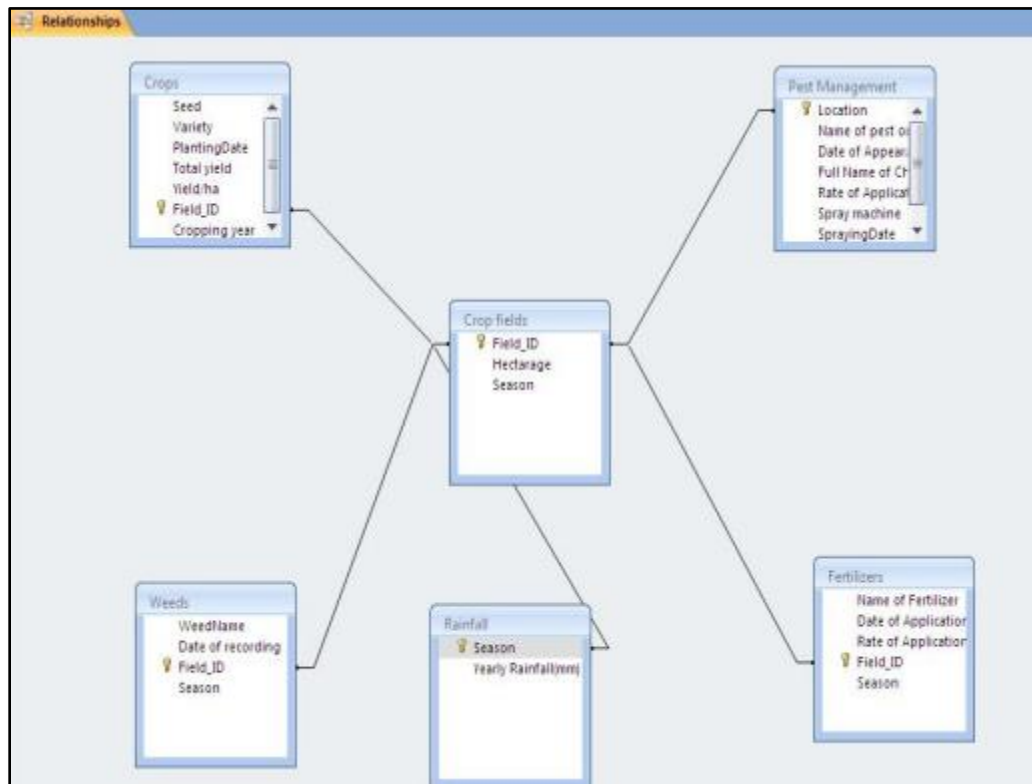 Relationships
Crops
Seed
Variety
PlantingDate
Total yield
Yield/ha
Field_ID
Cropping year
Pest Management
Location
Name of pest o
Date of Appear
Full Name of Ch
Rate of Applicat
Spray machine
SprayingDate
Crop fields
Field_ID
Hectarage
Season
Weeds
WeedName
Date of recording
Field_ID
Season
Rainfall
Season
Yearly Rainfall(mm)
Fertilizers
Name of Fertilizer
Date of Application
Rate of Application
Field_ID
Season